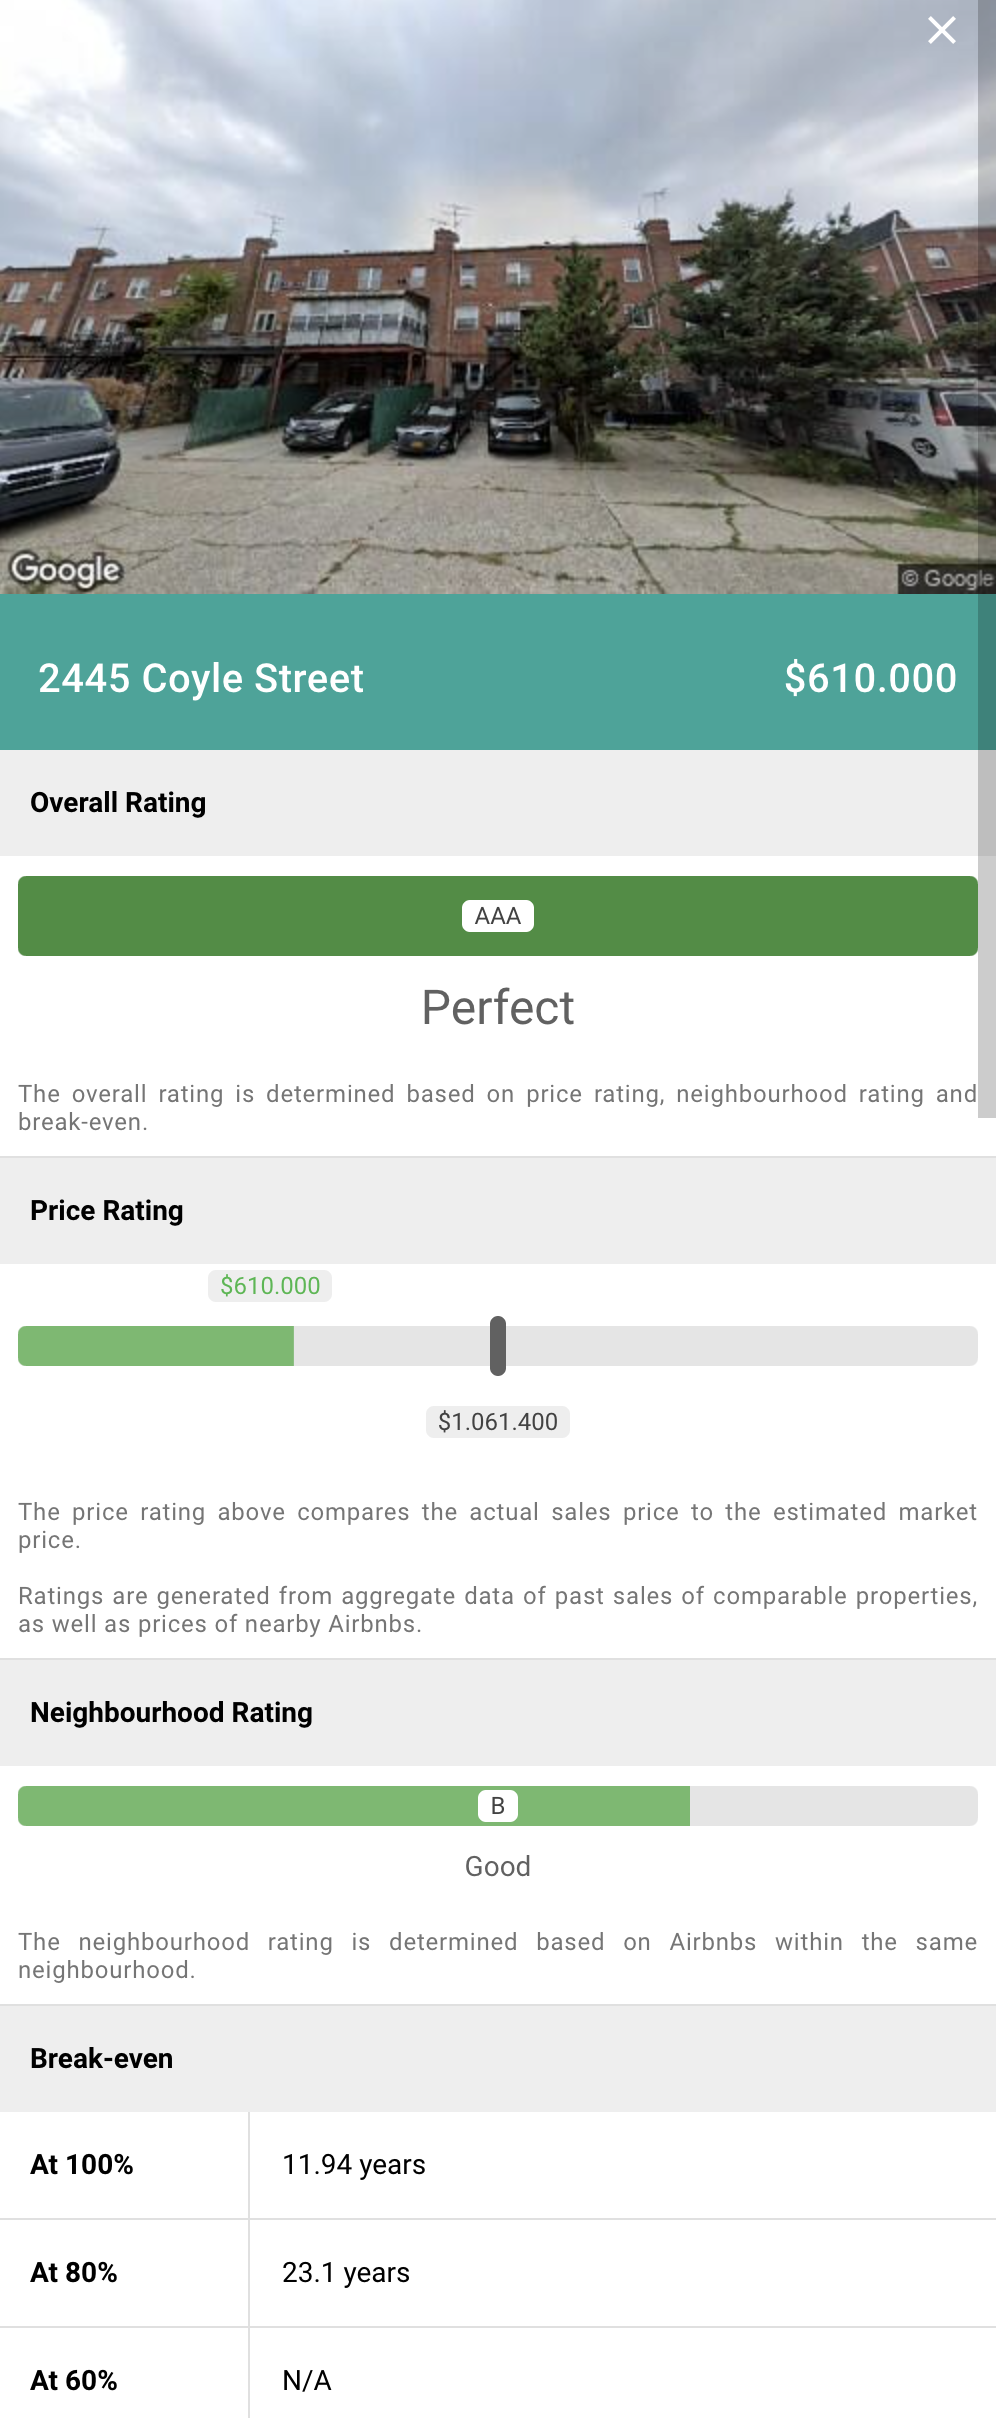 Google
© Google
2445 Coyle Street
$610.000
Overall Rating
AAA
Perfect
The overall rating is determined based on price rating, neighbourhood rating and
break-even.
Price Rating
$610.000
$1.061.400
The price rating above compares the actual sales price to the estimated market
price.
Ratings are generated from aggregate data of past sales of comparable properties,
as well as prices of nearby Airbnbs.
Neighbourhood Rating
B
Good
The neighbourhood rating is determined based on Airbnbs within the same
neighbourhood.
Break-even
At 100%
11.94 years
At 80%
23.1 years
At 60%
N/A